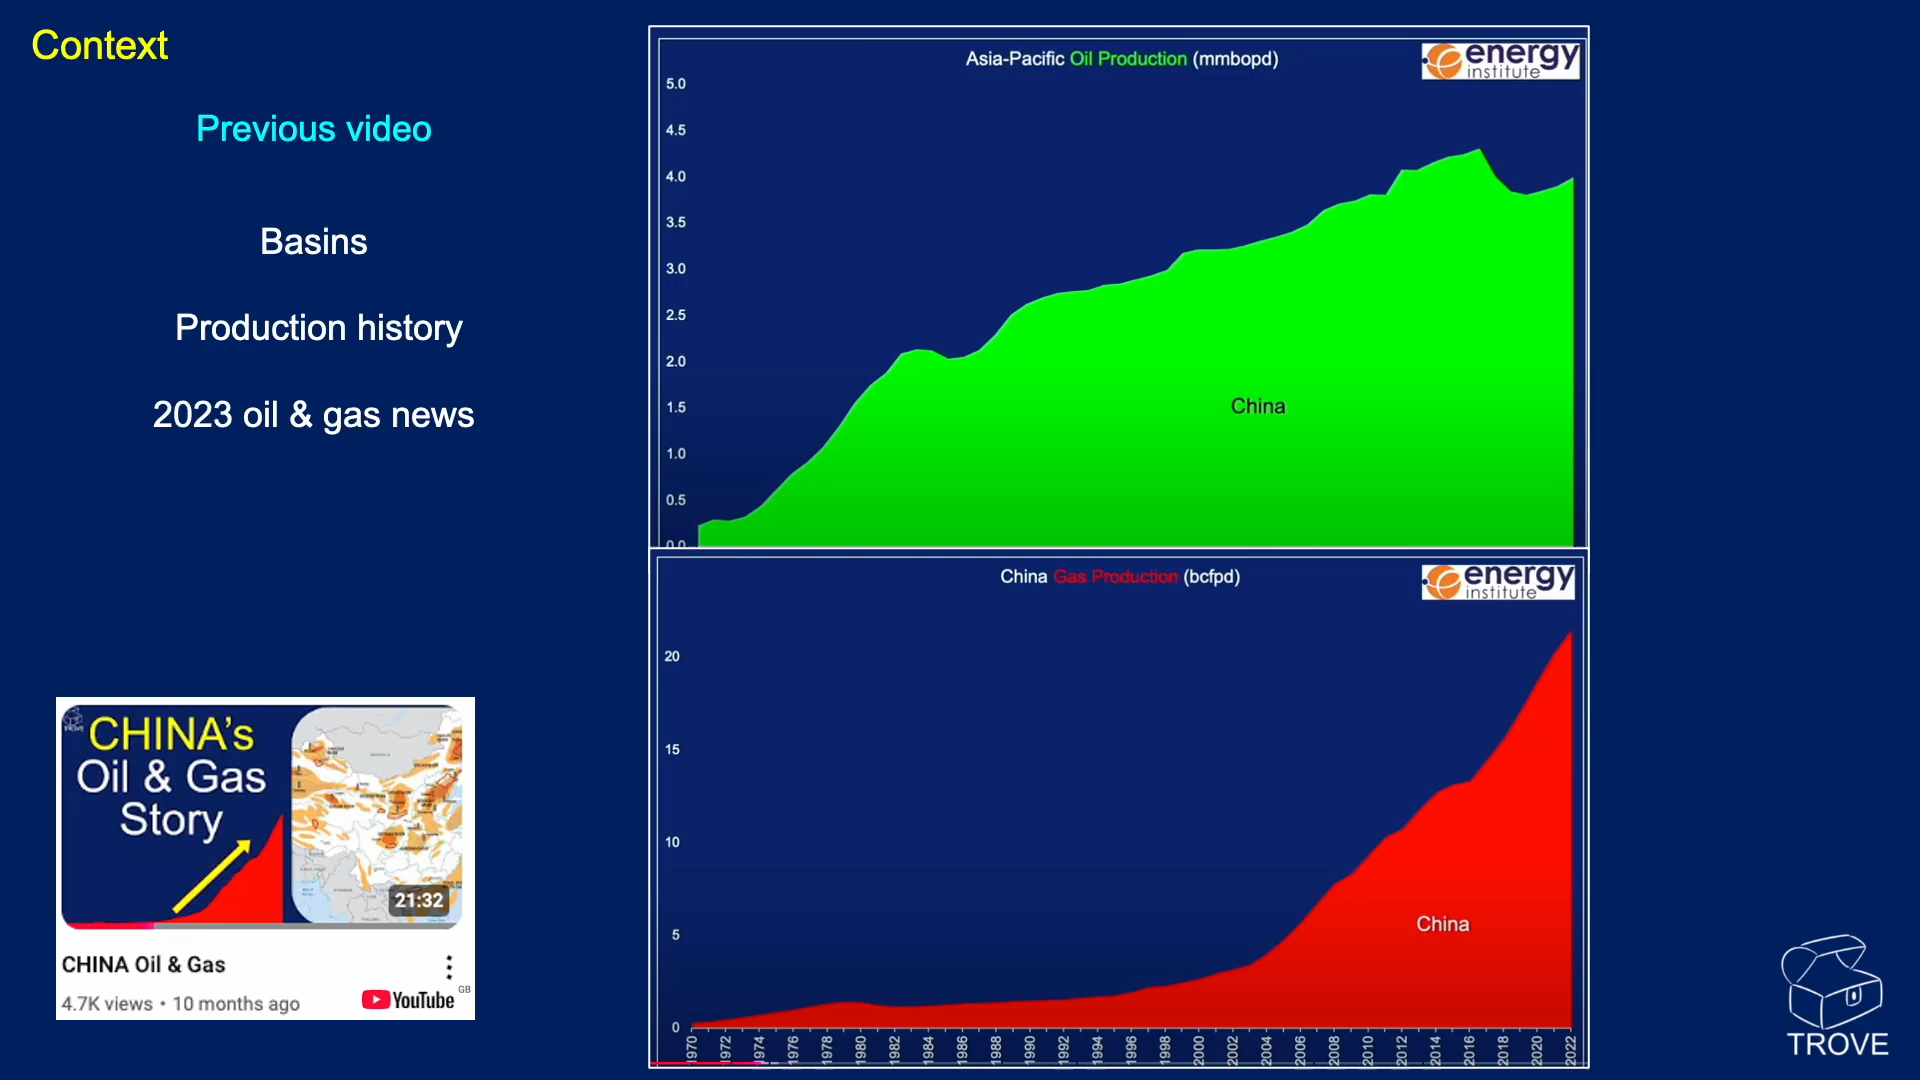 Context
Previous video
Basins
Production history
2023 oil & gas news
Asia-Pacific Oil Production (mmbopd)
energy
institute
5.0
4.5
4.0
3.5
3.0
2.5
2.0
1.5
1.0
0.5
0.0
China
China Gas Production (bcfpd)
energy
institute
20
15
10
5
0
China
1970 1972 1974 1976 1978 1980 1982 1984 1986 1988 1990 1992 1994 1996 1998 2000 2002 2004 2006 2008 2010 2012 2014 2016 2018 2020 2022
TROVE
CHINA's
Oil & Gas
Story
21:32
CHINA Oil & Gas
4.7K views • 10 months ago
YouTube GB
TROVE